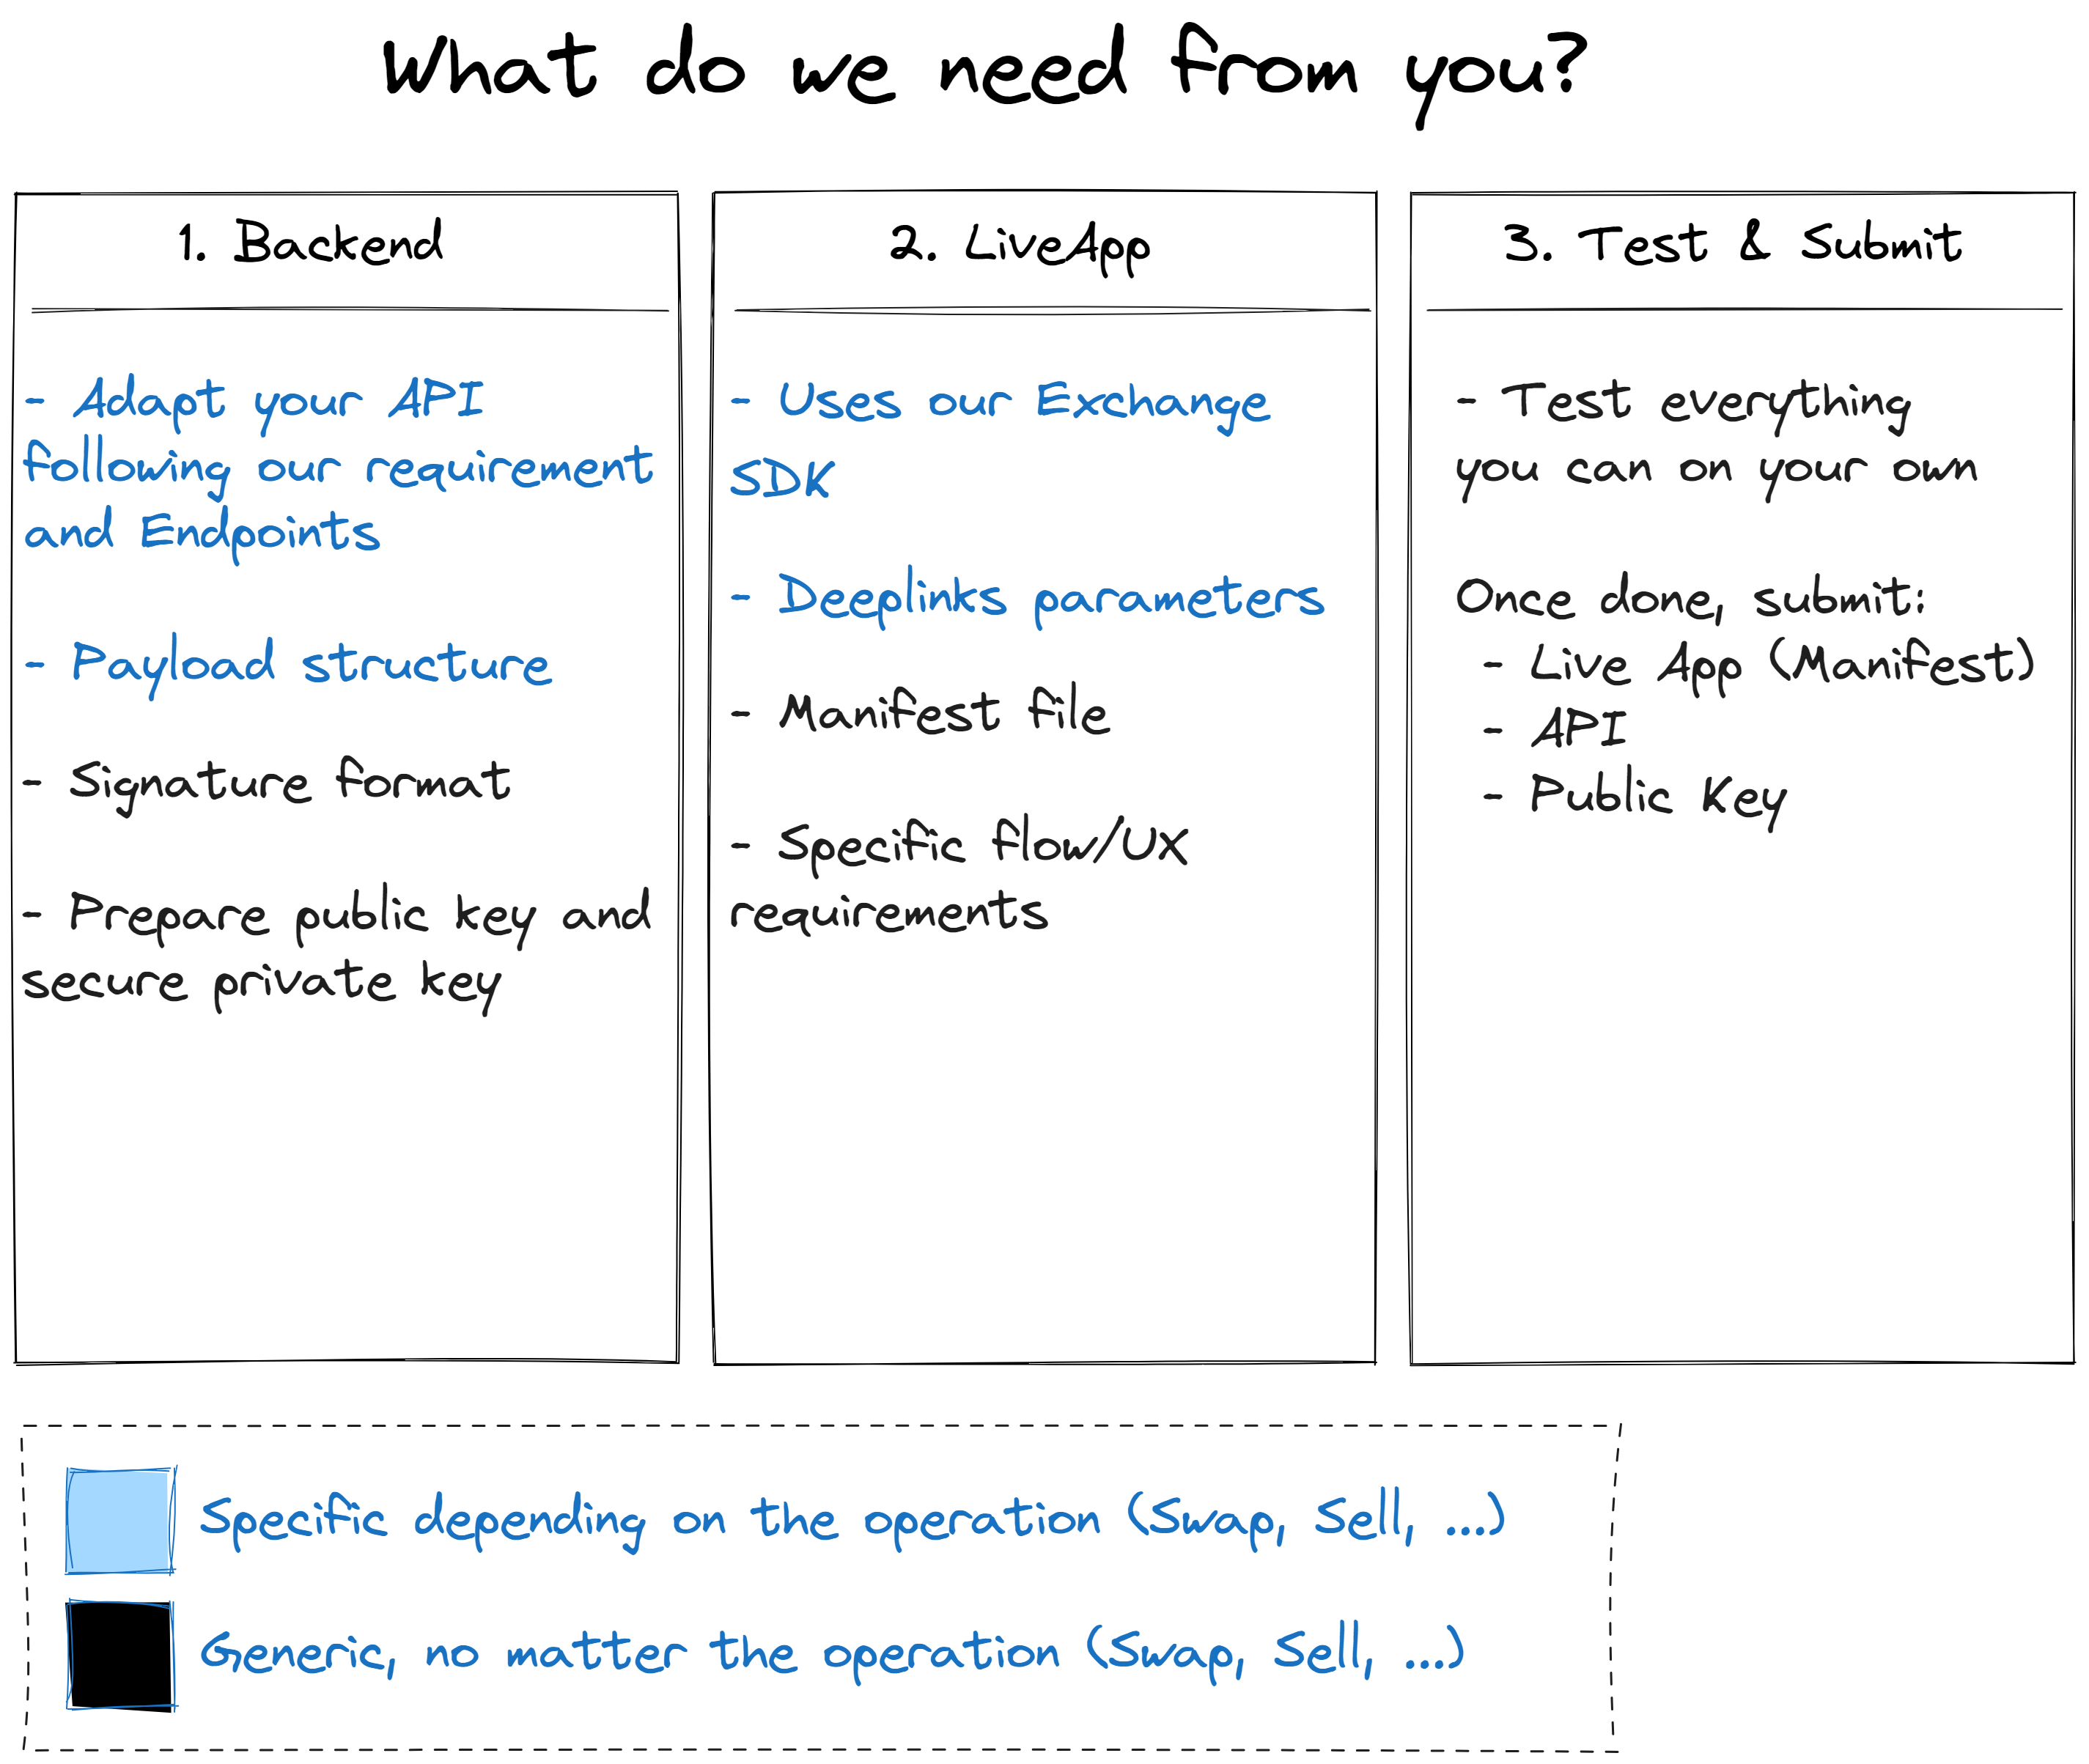 What do we need from you?
1. Backend
- Adapt your API
following our requirement
and Endpoints
- Payload structure
- Signature format
- Prepare public key and
secure private key
2. LiveApp
- Uses our Exchange
SDK
- Deeplinks parameters
- Manifest file
- Specific flow/UX
requirements
3. Test & Submit
- Test everything
you can on your own
Once done, submit:
- Live App (Manifest)
- API
- Public Key
Specific depending on the operation (Swap, Sell, ...)
Generic, no matter the operation (Swap, Sell, ...)